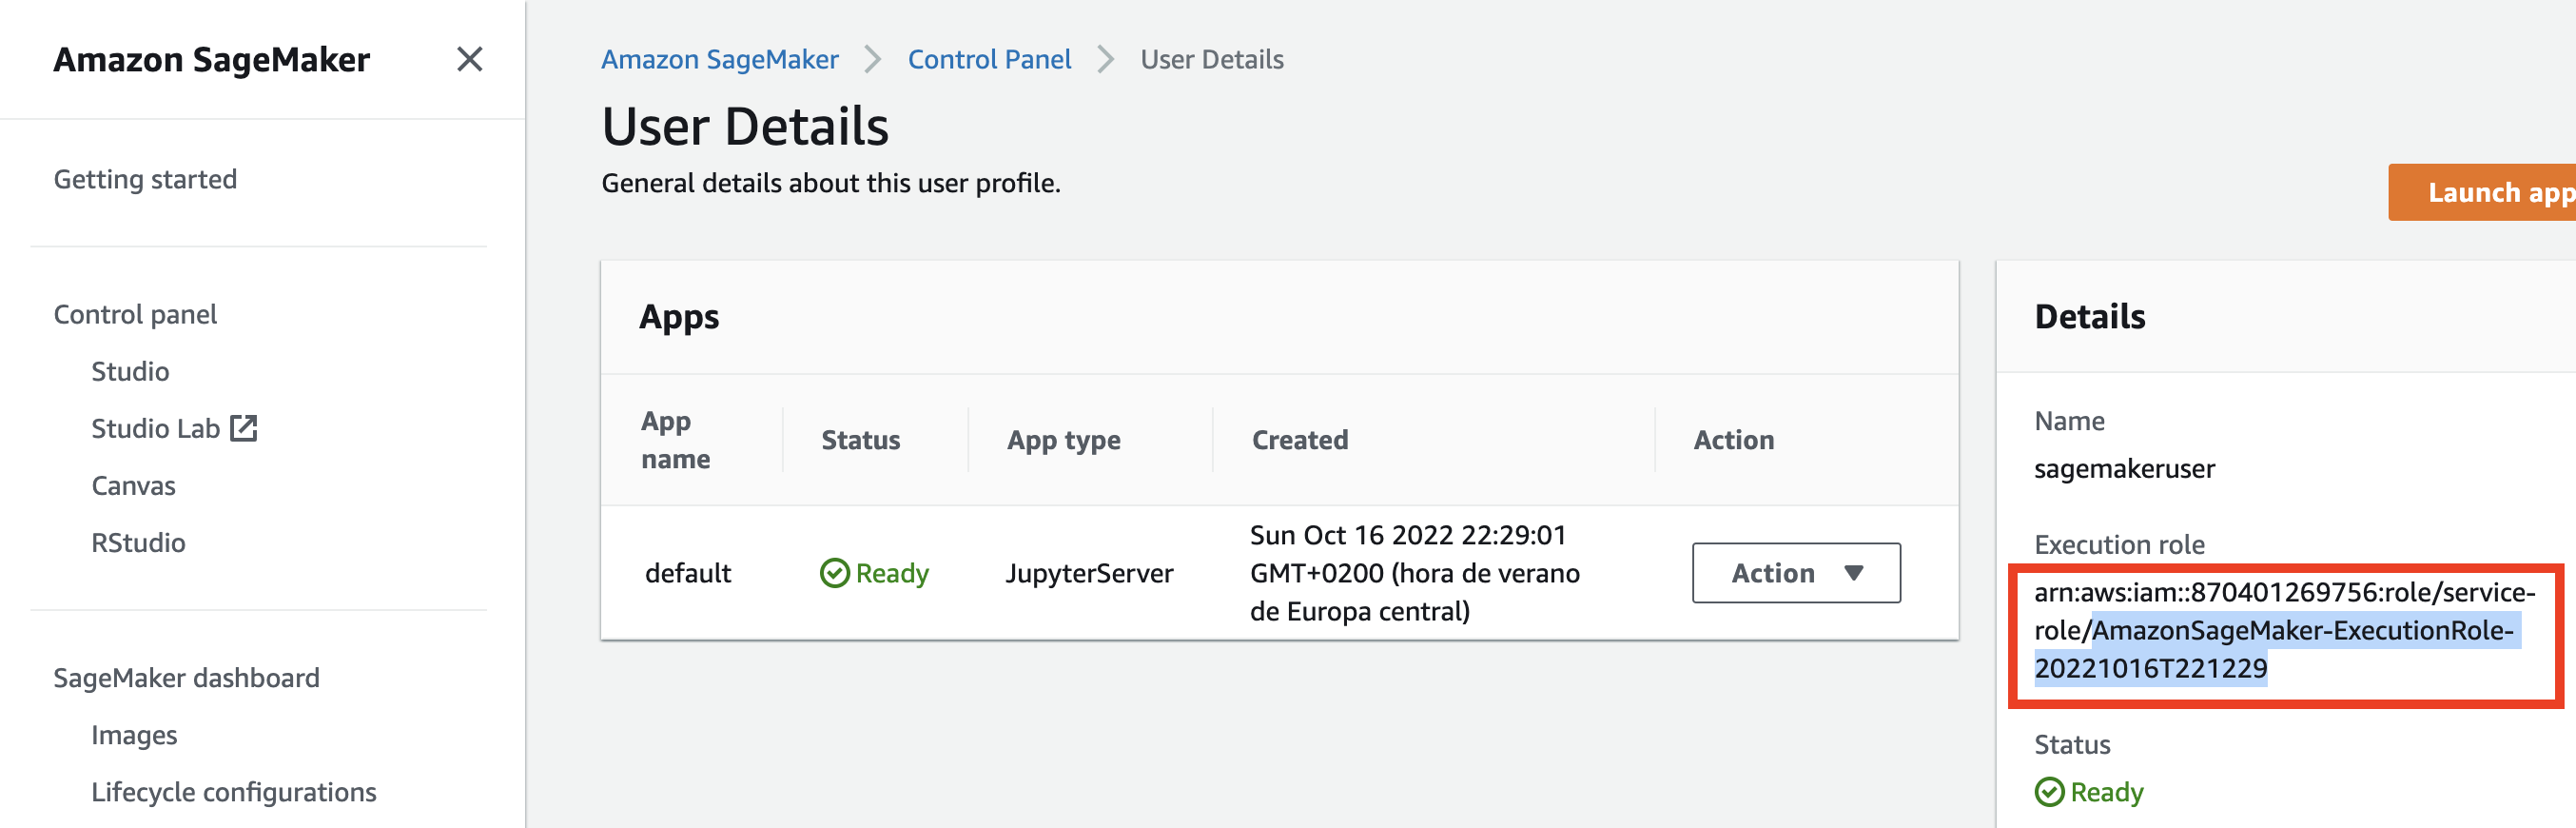 Amazon SageMaker
Getting started
Control panel
Studio
Studio Lab
Canvas
RStudio
SageMaker dashboard
Images
Lifecycle configurations
Amazon SageMaker > Control Panel > User Details
User Details
General details about this user profile.
Launch app
Apps
App name Status App type Created Action
default Ready JupyterServer Sun Oct 16 2022 22:29:01
GMT+0200 (hora de verano
de Europa central) Action
Details
Name
sagemakeruser
Execution role
arn:aws:iam::870401269756:role/service-
role/AmazonSageMaker-ExecutionRole-
20221016T221229
Status
Ready